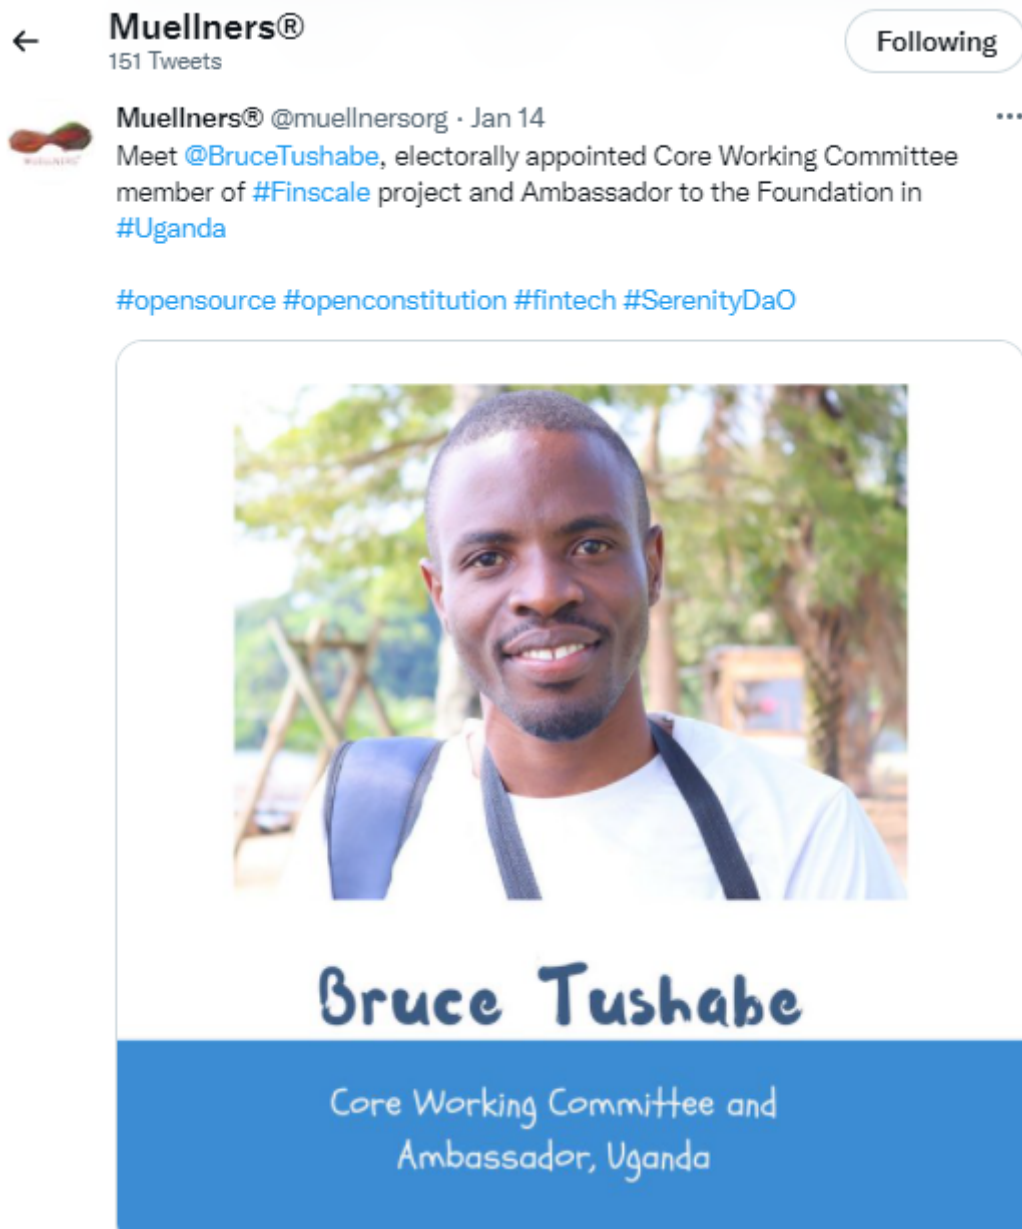 Muellners®
151 Tweets
Following
Muellners® @muellnersorg · Jan 14
Meet @BruceTushabe, electorally appointed Core Working Committee
member of #Finscale project and Ambassador to the Foundation in
#Uganda
#opensource #openconstitution #fintech #SerenityDaO
Bruce Tushabe
Core Working Committee and
Ambassador, Uganda